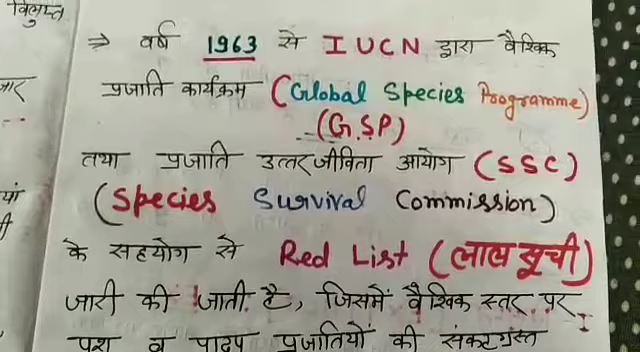 विलुप्त
⇒ वर्ष 1963 से IUCN द्वारा वैश्विक
प्रजाति कार्यक्रम (Global Species Programme)
(G.S.P)
तथा प्रजाति उत्तरजीविता आयोग (SSC)
(Species Survival Commission)
के सहयोग से Red List (लाल सूची)
जारी की जाती है, जिसमें वैश्विक स्तर पर
पशु व पादप प्रजातियों की संकटग्रस्त